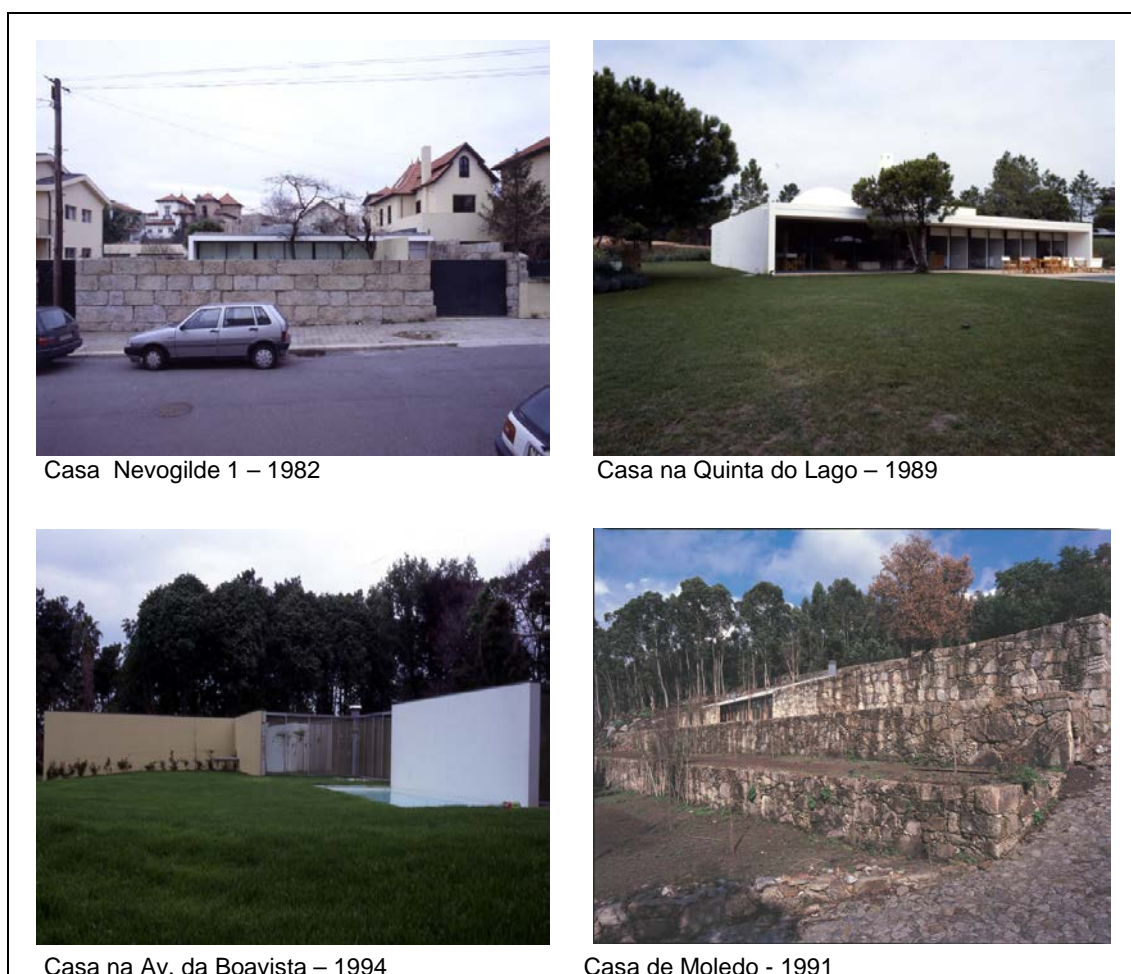 Casa Nevogilde 1 – 1982
Casa na Quinta do Lago – 1989
Casa na Av. da Boavista – 1994
Casa de Moledo - 1991